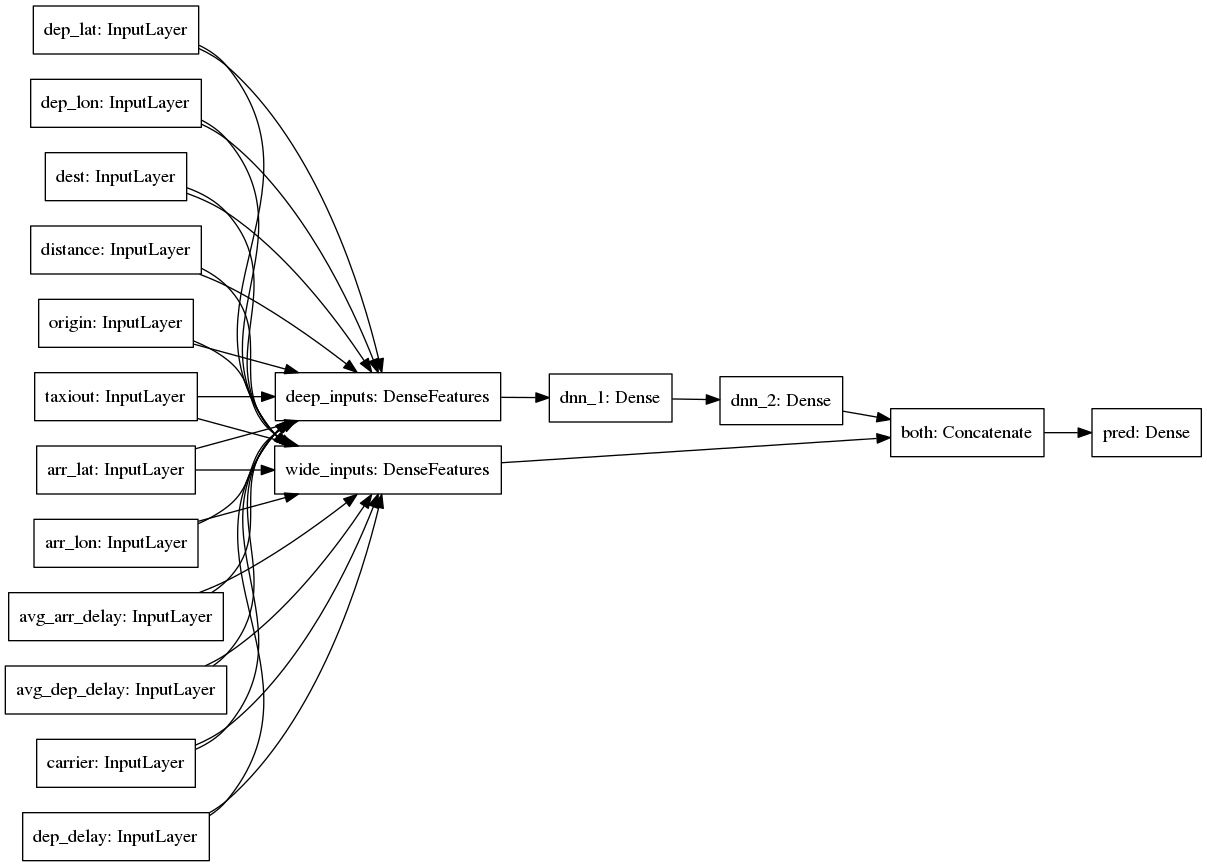 dep_lat: InputLayer
dep_lon: InputLayer
dest: InputLayer
distance: InputLayer
origin: InputLayer
taxiout: InputLayer
arr_lat: InputLayer
arr_lon: InputLayer
avg_arr_delay: InputLayer
avg_dep_delay: InputLayer
carrier: InputLayer
dep_delay: InputLayer
deep_inputs: DenseFeatures
wide_inputs: DenseFeatures
dnn_1: Dense
dnn_2: Dense
both: Concatenate
pred: Dense